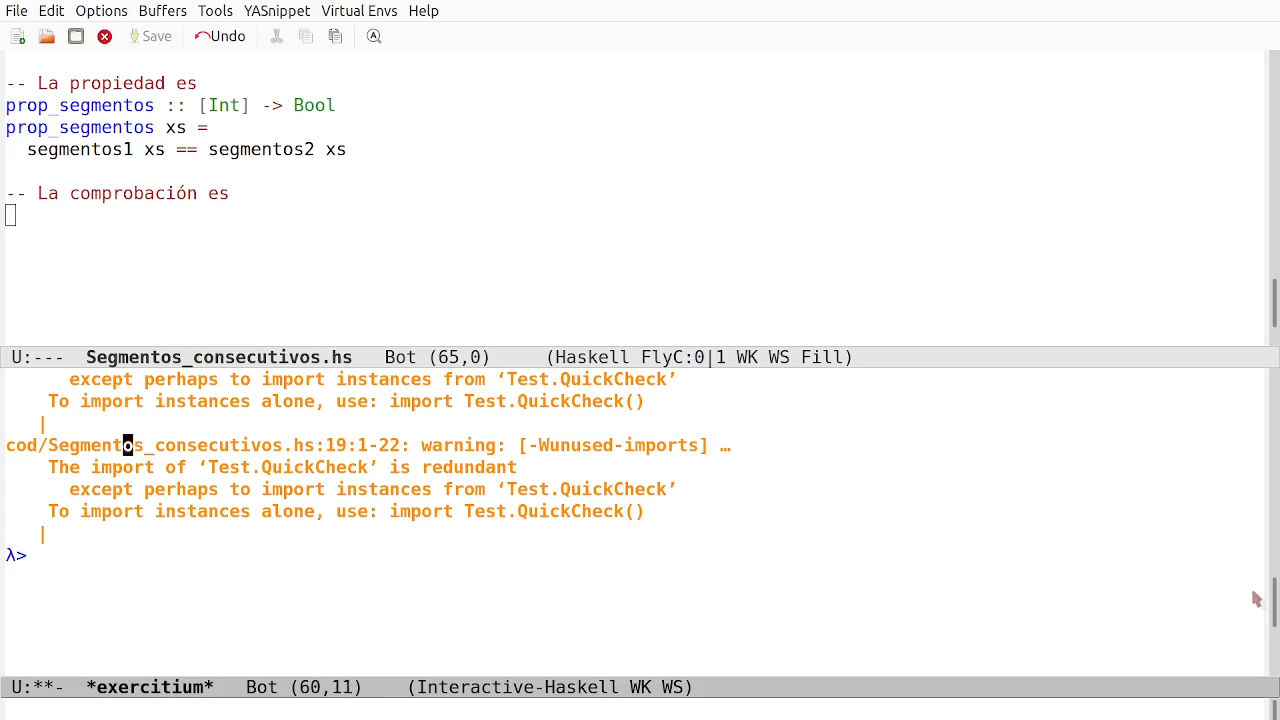 File Edit Options Buffers Tools YASnippet Virtual Envs Help
Save Undo
-- La propiedad es
prop_segmentos :: [Int] -> Bool
prop_segmentos xs =
segmentos1 xs == segmentos2 xs
-- La comprobación es
U:--- Segmentos_consecutivos.hs Bot (65,0) (Haskell FlyC:0|1 WK WS Fill)
except perhaps to import instances from ‘Test.QuickCheck’
To import instances alone, use: import Test.QuickCheck()
|
cod/Segmentos_consecutivos.hs:19:1-22: warning: [-Wunused-imports] …
The import of ‘Test.QuickCheck’ is redundant
except perhaps to import instances from ‘Test.QuickCheck’
To import instances alone, use: import Test.QuickCheck()
|
λ>
U:**- *exercitium* Bot (60,11) (Interactive-Haskell WK WS)